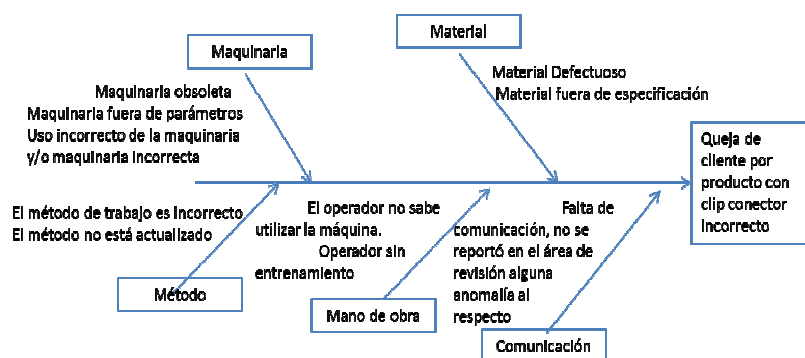 Maquinaria
Material
Maquinaria obsoleta
Maquinaria fuera de parámetros
Uso incorrecto de la maquinaria
y/o maquinaria incorrecta
Material Defectuoso
Material fuera de especificación
Queja de
cliente por
producto con
clip conector
incorrecto
El método de trabajo es incorrecto
El método no está actualizado
El operador no sabe
utilizar la máquina.
Operador sin
entrenamiento
Falta de
comunicación, no se
reportó en el área de
revisión alguna
anomalía al
respecto
Método
Mano de obra
Comunicación